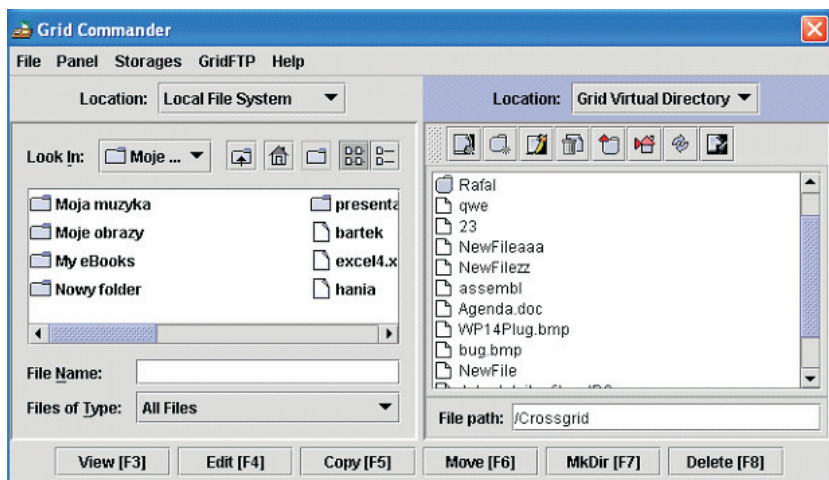 Grid Commander
File Panel Storages GridFTP Help
Location: Local File System
Look In: Moje ...
Moja muzyka
Moje obrazy
My eBooks
Nowy folder
presenta
bartek
excel4.x
hania
File Name:
Files of Type: All Files
Location: Grid Virtual Directory
Rafal
qwe
23
NewFileaaa
NewFilezz
assembl
Agenda.doc
WP14Plug.bmp
bug.bmp
NewFile
File path: /Crossgrid
View [F3] Edit [F4] Copy [F5] Move [F6] MkDir [F7] Delete [F8]